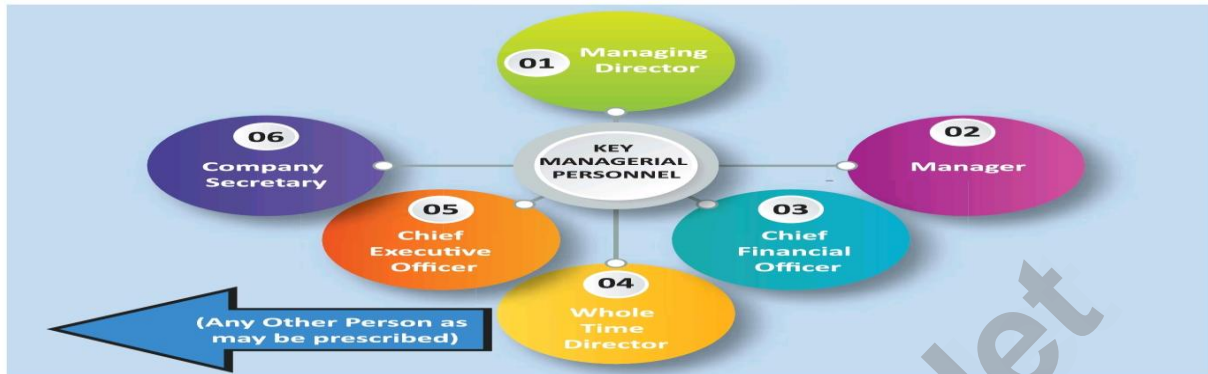 01
Managing
Director
06
Company
Secretary
KEY
MANAGERIAL
PERSONNEL
02
Manager
05
Chief
Executive
Officer
03
Chief
Financial
Officer
04
Whole
Time
Director
(Any Other Person as
may be prescribed)